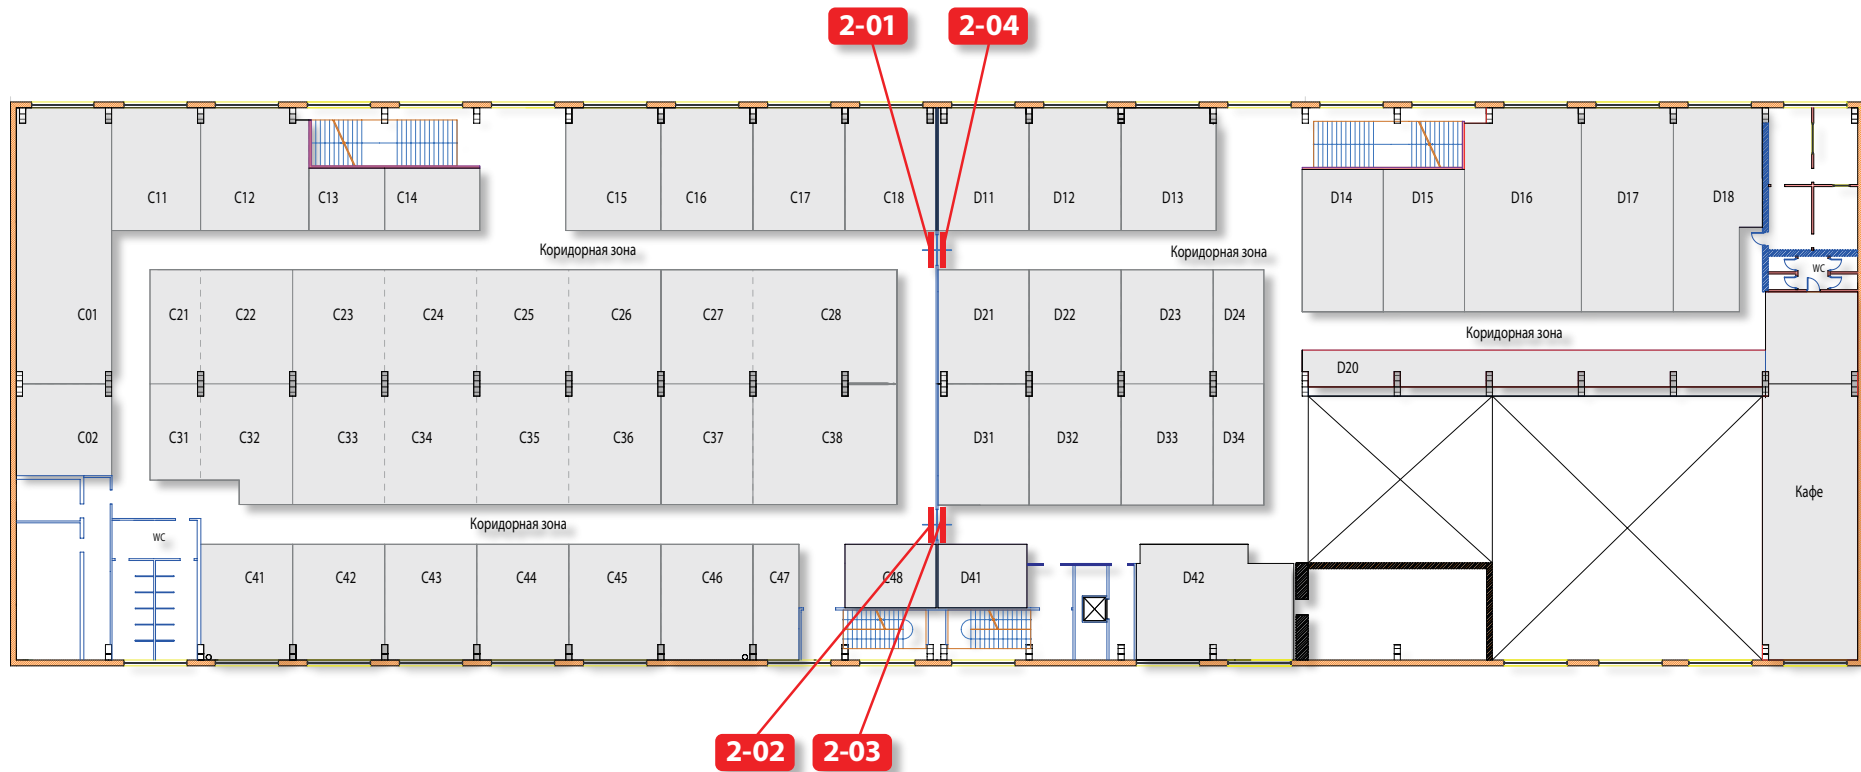 2-01 2-04
C11 C12 C13 C14 C15 C16 C17 C18 D11 D12 D13 D14 D15 D16 D17 D18
Коридорная зона Коридорная зона
WC
C01 C21 C22 C23 C24 C25 C26 C27 C28 D21 D22 D23 D24
Коридорная зона
D20
C02 C31 C32 C33 C34 C35 C36 C37 C38 D31 D32 D33 D34
Кафе
Коридорная зона
WC
C41 C42 C43 C44 C45 C46 C47 C48 D41 D42
2-02 2-03